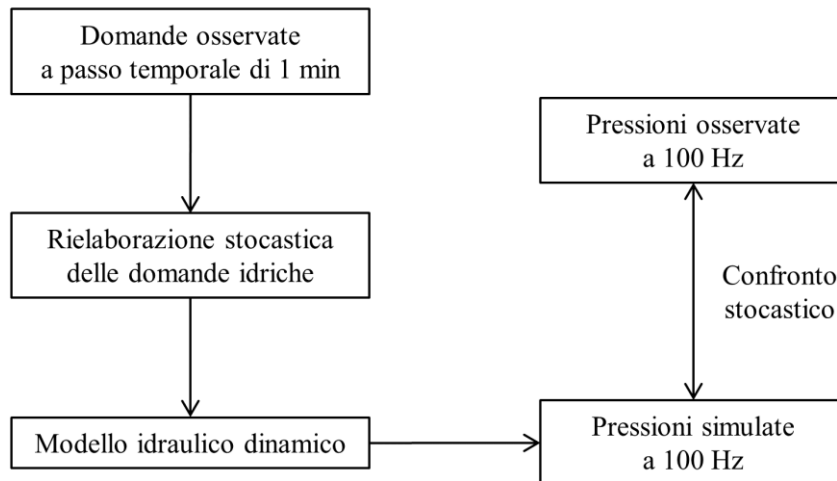 Domande osservate
a passo temporale di 1 min
Rielaborazione stocastica
delle domande idriche
Modello idraulico dinamico
Pressioni osservate
a 100 Hz
Confronto
stocastico
Pressioni simulate
a 100 Hz